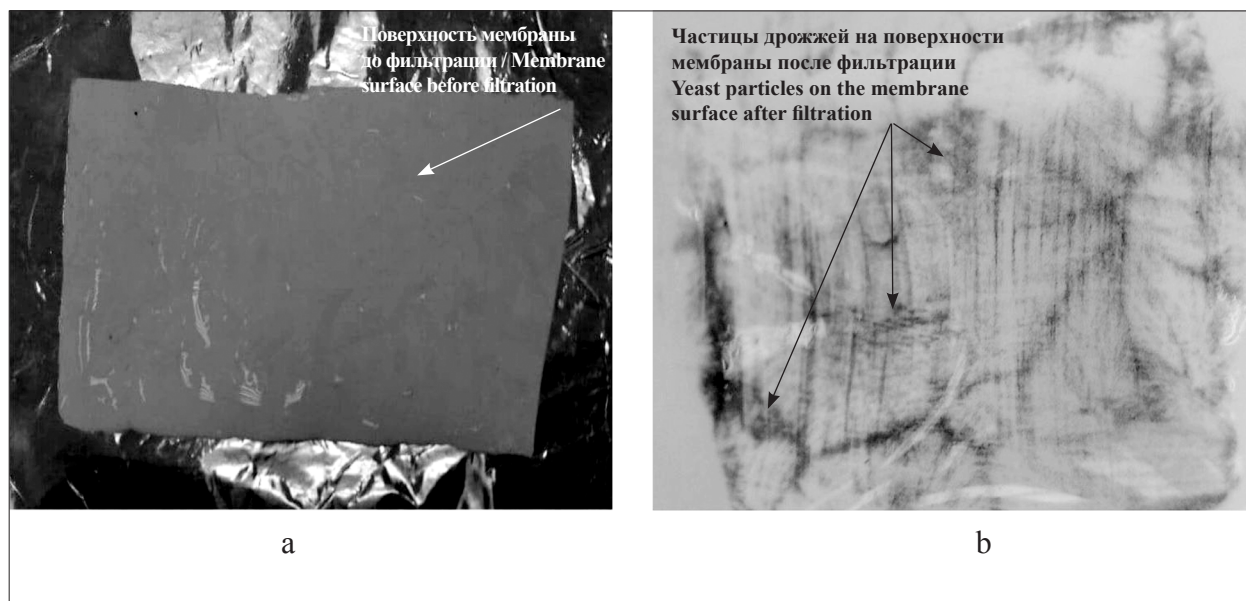 Поверхность мембраны
до фильтрации / Membrane
surface before filtration
Частицы дрожжей на поверхности
мембраны после фильтрации
Yeast particles on the membrane
surface after filtration
a
b